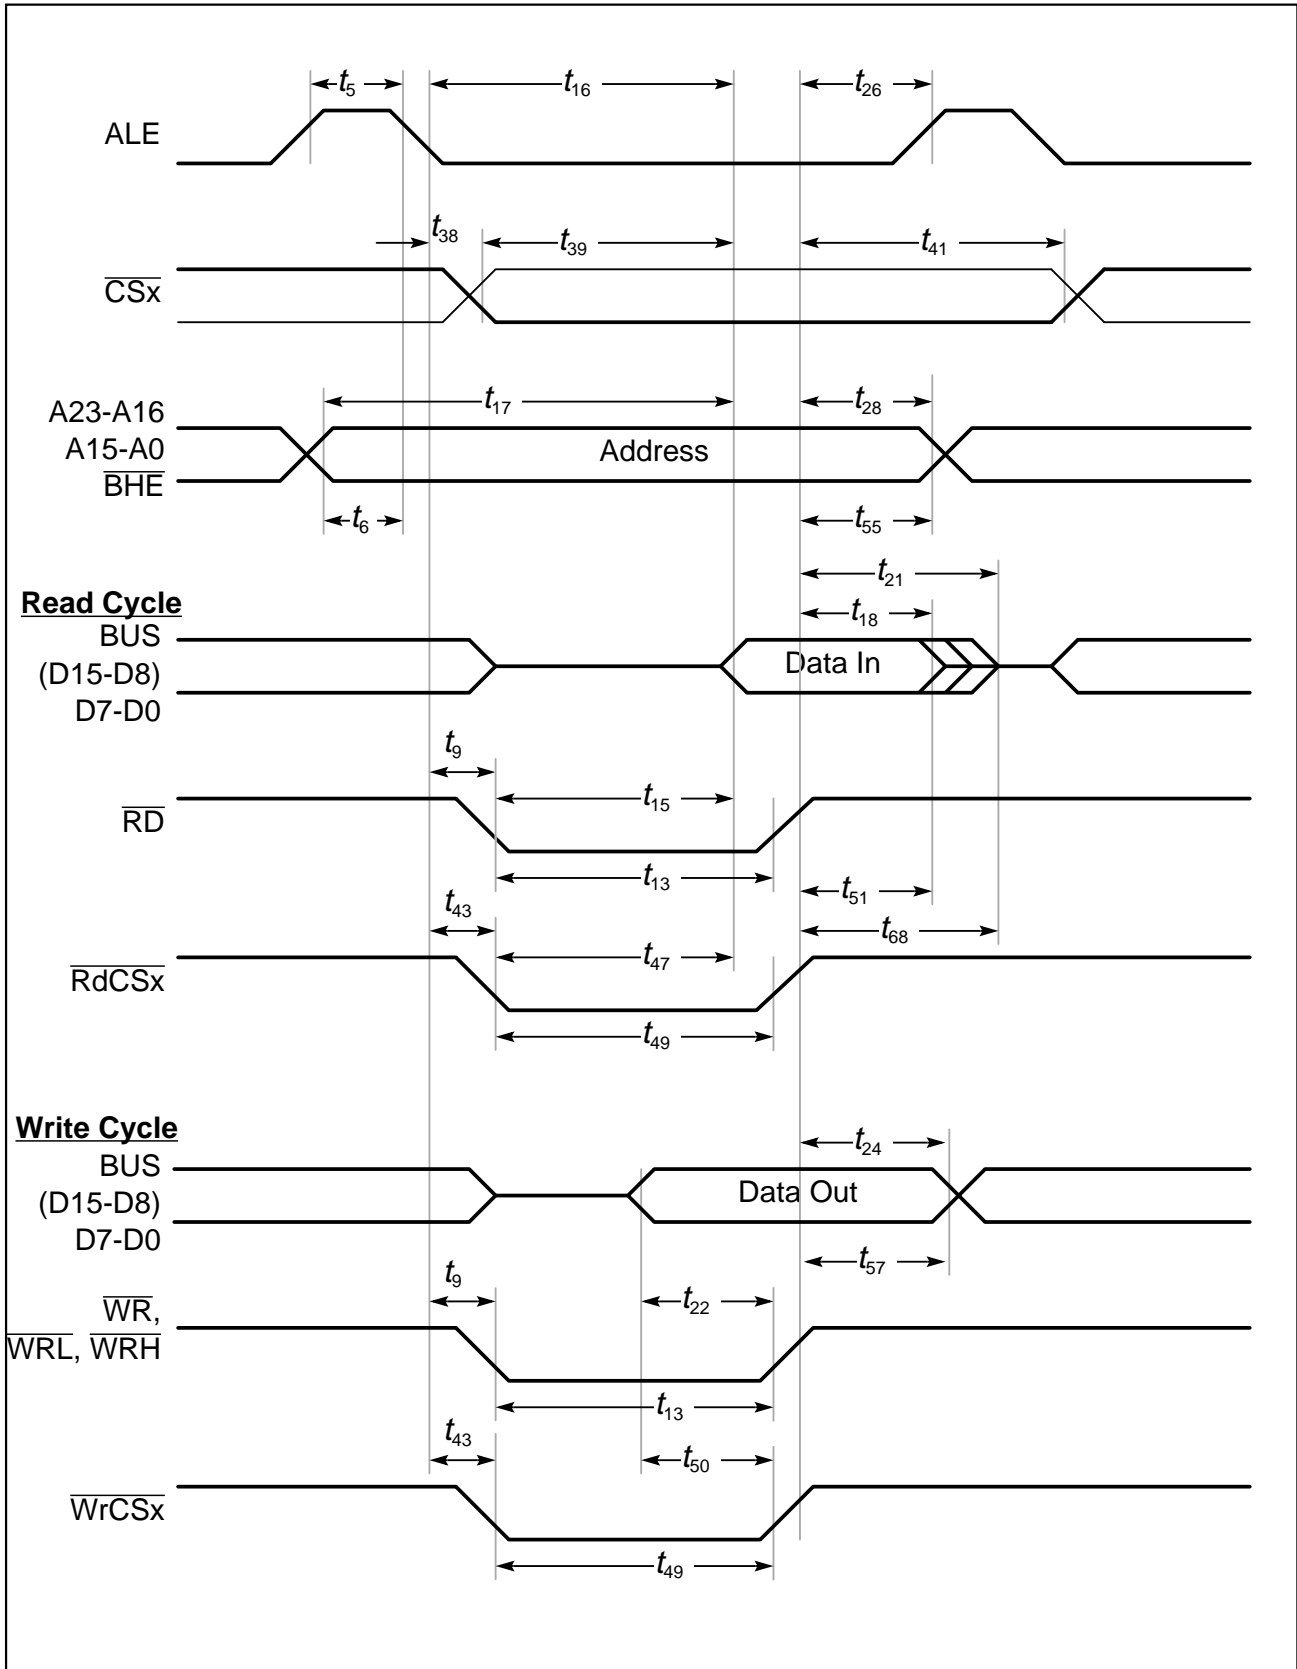 t5
t16
t26
ALE
t38
t39
t41
CSx
t17
t28
A23-A16
A15-A0
Address
BHE
t6
t55
t21
Read Cycle
t18
BUS
(D15-D8)
Data In
D7-D0
t9
t15
RD
t13
t51
t43
t68
t47
RdCSx
t49
Write Cycle
t24
BUS
(D15-D8)
Data Out
D7-D0
t57
t9
t22
WR,
WRL, WRH
t13
t43
t50
WrCSx
t49